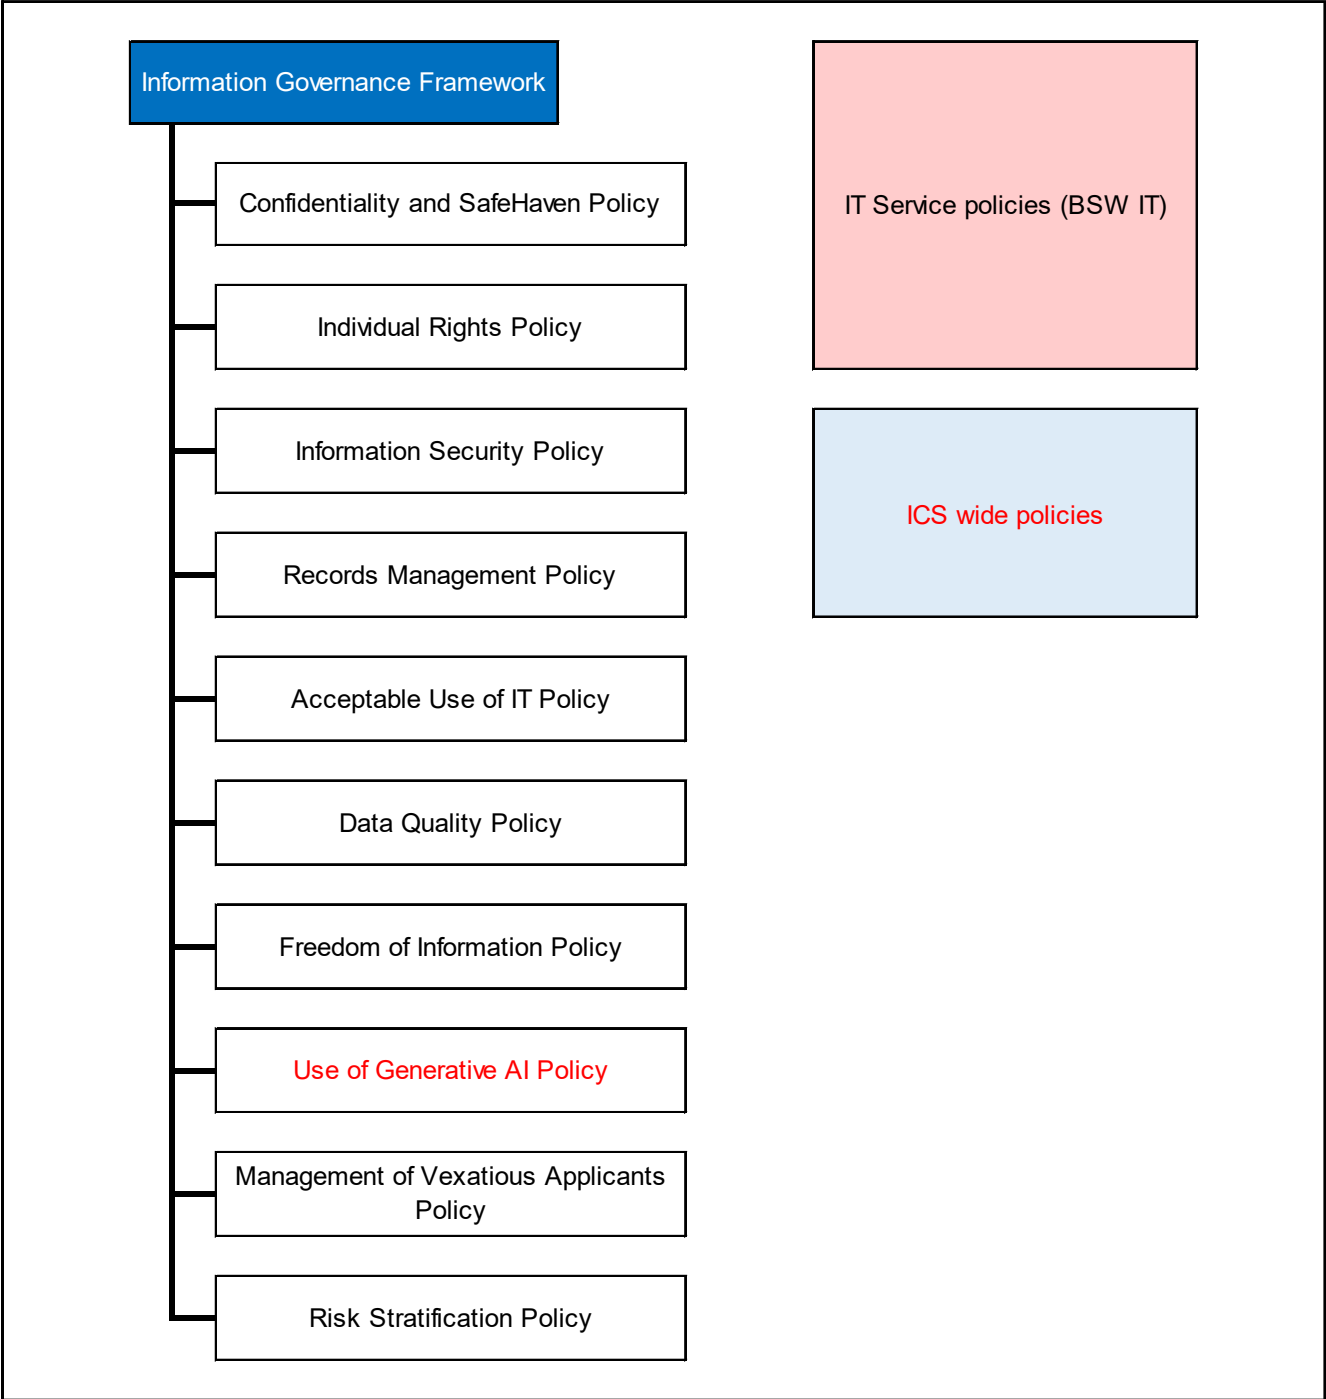 Information Governance Framework
Confidentiality and SafeHaven Policy
Individual Rights Policy
Information Security Policy
Records Management Policy
Acceptable Use of IT Policy
Data Quality Policy
Freedom of Information Policy
Use of Generative AI Policy
Management of Vexatious Applicants
Policy
Risk Stratification Policy
IT Service policies (BSW IT)
ICS wide policies